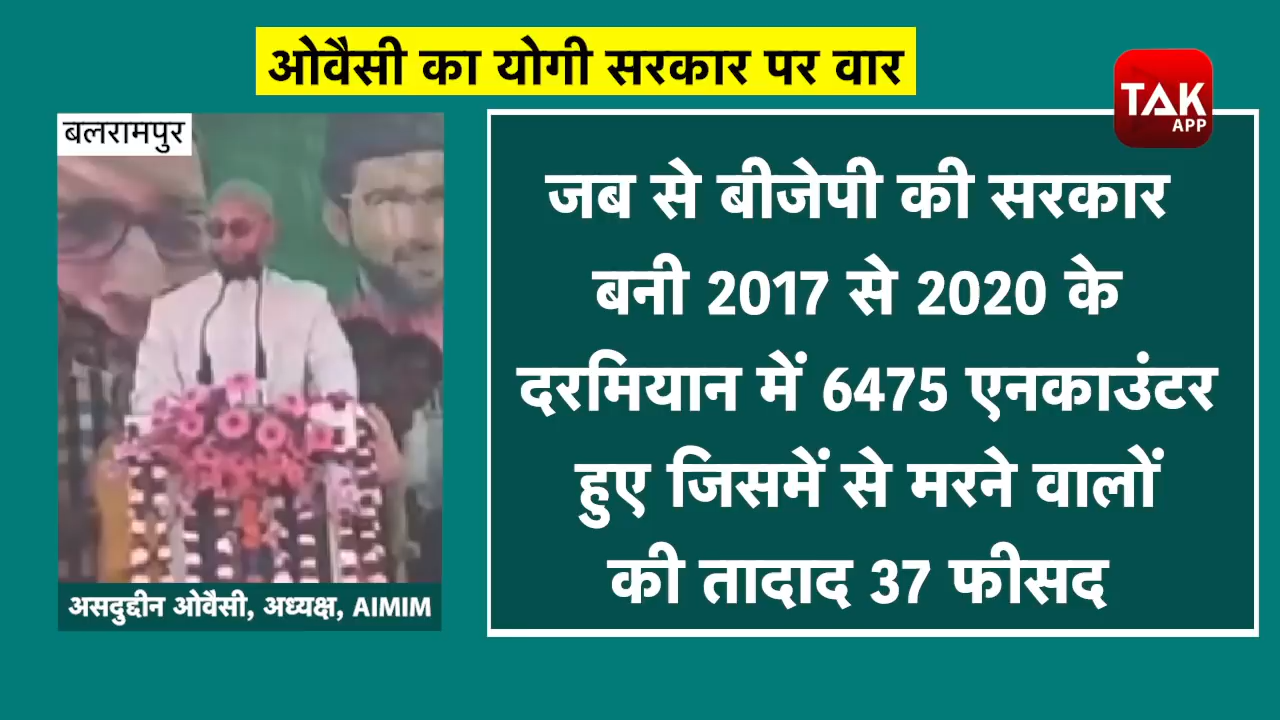 ओवैसी का योगी सरकार पर वार
TAK
APP
बलरामपुर
जब से बीजेपी की सरकार
बनी 2017 से 2020 के
दरमियान में 6475 एनकाउंटर
हुए जिसमें से मरने वालों
की तादाद 37 फीसद
असदुद्दीन ओवैसी, अध्यक्ष, AIMIM